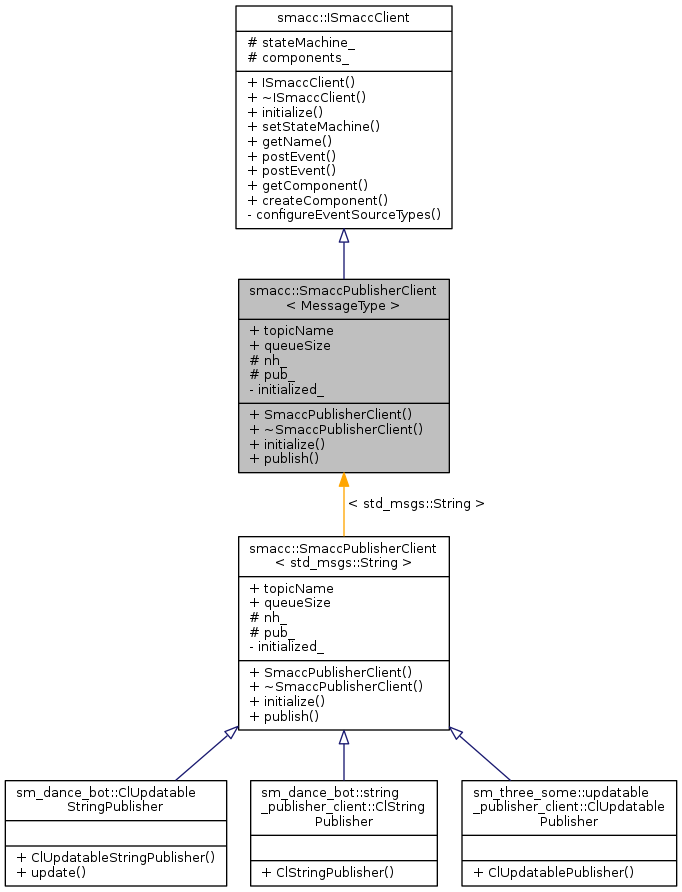 smacc::ISmaccClient
# stateMachine_
# components_
+ ISmaccClient()
+ ~ISmaccClient()
+ initialize()
+ setStateMachine()
+ getName()
+ postEvent()
+ postEvent()
+ getComponent()
+ createComponent()
- configureEventSourceTypes()
smacc::SmaccPublisherClient
< MessageType >
+ topicName
+ queueSize
# nh_
# pub_
- initialized_
+ SmaccPublisherClient()
+ ~SmaccPublisherClient()
+ initialize()
+ publish()
< std_msgs::String >
smacc::SmaccPublisherClient
< std_msgs::String >
+ topicName
+ queueSize
# nh_
# pub_
- initialized_
+ SmaccPublisherClient()
+ ~SmaccPublisherClient()
+ initialize()
+ publish()
sm_dance_bot::ClUpdatable
StringPublisher
+ ClUpdatableStringPublisher()
+ update()
sm_dance_bot::string
_publisher_client::ClString
Publisher
+ ClStringPublisher()
sm_three_some::updatable
_publisher_client::ClUpdatable
Publisher
+ ClUpdatablePublisher()